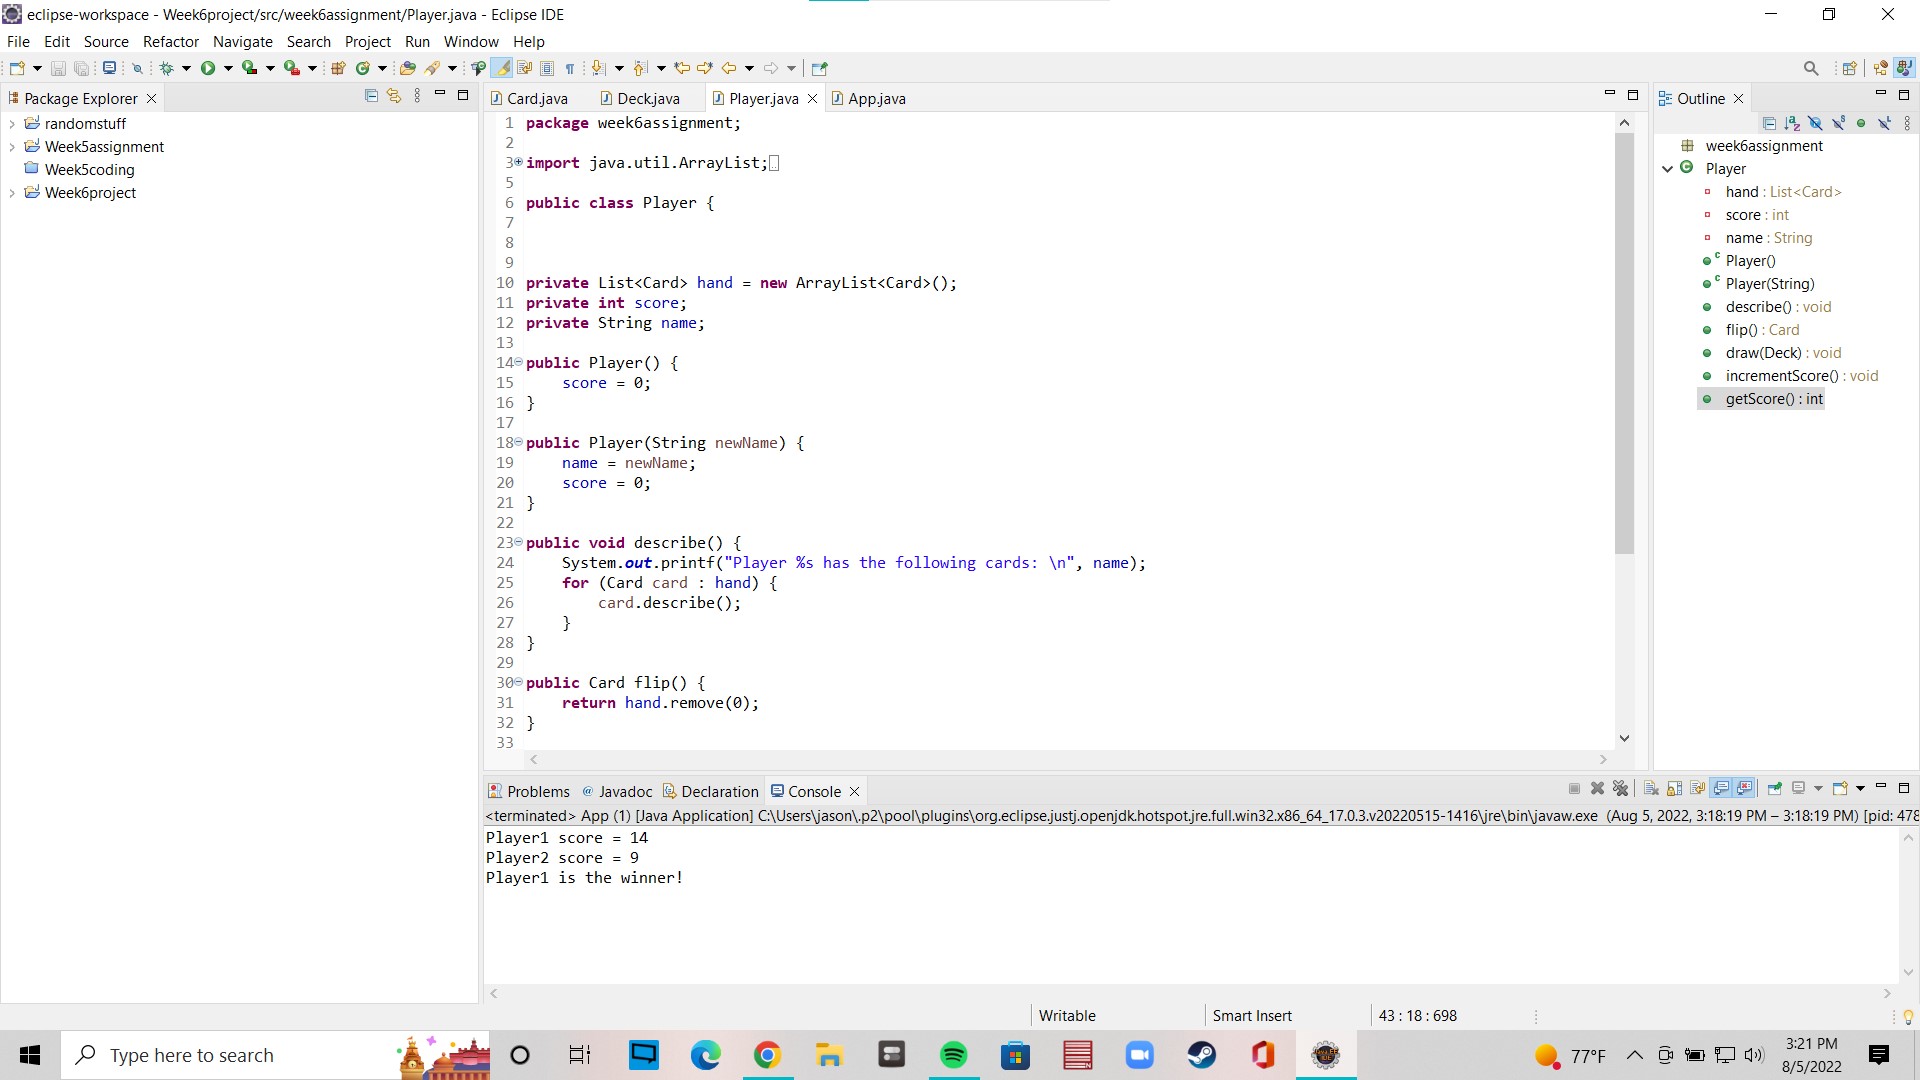 eclipse-workspace - Week6project/src/week6assignment/Player.java - Eclipse IDE
File Edit Source Refactor Navigate Search Project Run Window Help
Package Explorer
randomstuff
Week5assignment
Week5coding
Week6project
Card.java Deck.java Player.java App.java
1 package week6assignment;
2
3 import java.util.ArrayList;
5
6 public class Player {
7
8
9
10 private List<Card> hand = new ArrayList<Card>();
11 private int score;
12 private String name;
13
14 public Player() {
15 score = 0;
16 }
17
18 public Player(String newName) {
19 name = newName;
20 score = 0;
21 }
22
23 public void describe() {
24 System.out.printf("Player %s has the following cards: \n", name);
25 for (Card card : hand) {
26 card.describe();
27 }
28 }
29
30 public Card flip() {
31 return hand.remove(0);
32 }
33
Outline
week6assignment
Player
hand : List<Card>
score : int
name : String
Player()
Player(String)
describe() : void
flip() : Card
draw(Deck) : void
incrementScore() : void
getScore() : int
Problems @ Javadoc Declaration Console
<terminated> App (1) [Java Application] C:\Users\jason\.p2\pool\plugins\org.eclipse.justj.openjdk.hotspot.jre.full.win32.x86_64_17.0.3.v20220515-1416\jre\bin\javaw.exe (Aug 5, 2022, 3:18:19 PM – 3:18:19 PM) [pid: 478
Player1 score = 14
Player2 score = 9
Player1 is the winner!
Writable Smart Insert 43 : 18 : 698
Type here to search
77°F
3:21 PM
8/5/2022